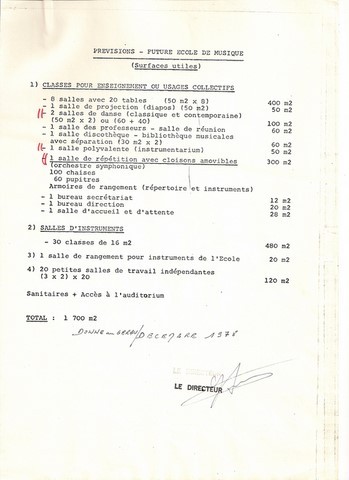 PREVISIONS - FUTURE ECOLE DE MUSIQUE
(Surfaces utiles)
1) CLASSES POUR ENSEIGNEMENT OU USAGES COLLECTIFS
- 8 salles avec 20 tables (50 m2 x 8) 400 m2
- 1 salle de projection (diapos) (50 m2) 50 m2
- 2 salles de danse (classique et contemporaine)
(50 m2 x 2) ou (60 + 40) 100 m2
- 1 salle des professeurs - salle de réunion 60 m2
- 1 salle discothèque - bibliothèque musicales
avec séparation (30 m2 x 2) 60 m2
- 1 salle polyvalente (instrumentarium) 50 m2
- 1 salle de répétition avec cloisons amovibles 300 m2
(orchestre symphonique)
100 chaises
60 pupitres
Armoires de rangement (répertoire et instruments)
- 1 bureau secrétariat 12 m2
- 1 bureau direction 20 m2
- 1 salle d'accueil et d'attente 28 m2
2) SALLES D'INSTRUMENTS
- 30 classes de 16 m2 480 m2
3) 1 salle de rangement pour instruments de l'Ecole 20 m2
4) 20 petites salles de travail indépendantes
(3 x 2) x 20 120 m2
Sanitaires + Accès à l'auditorium
TOTAL : 1 700 m2
DECEMBRE 197
LE DIRECTEUR